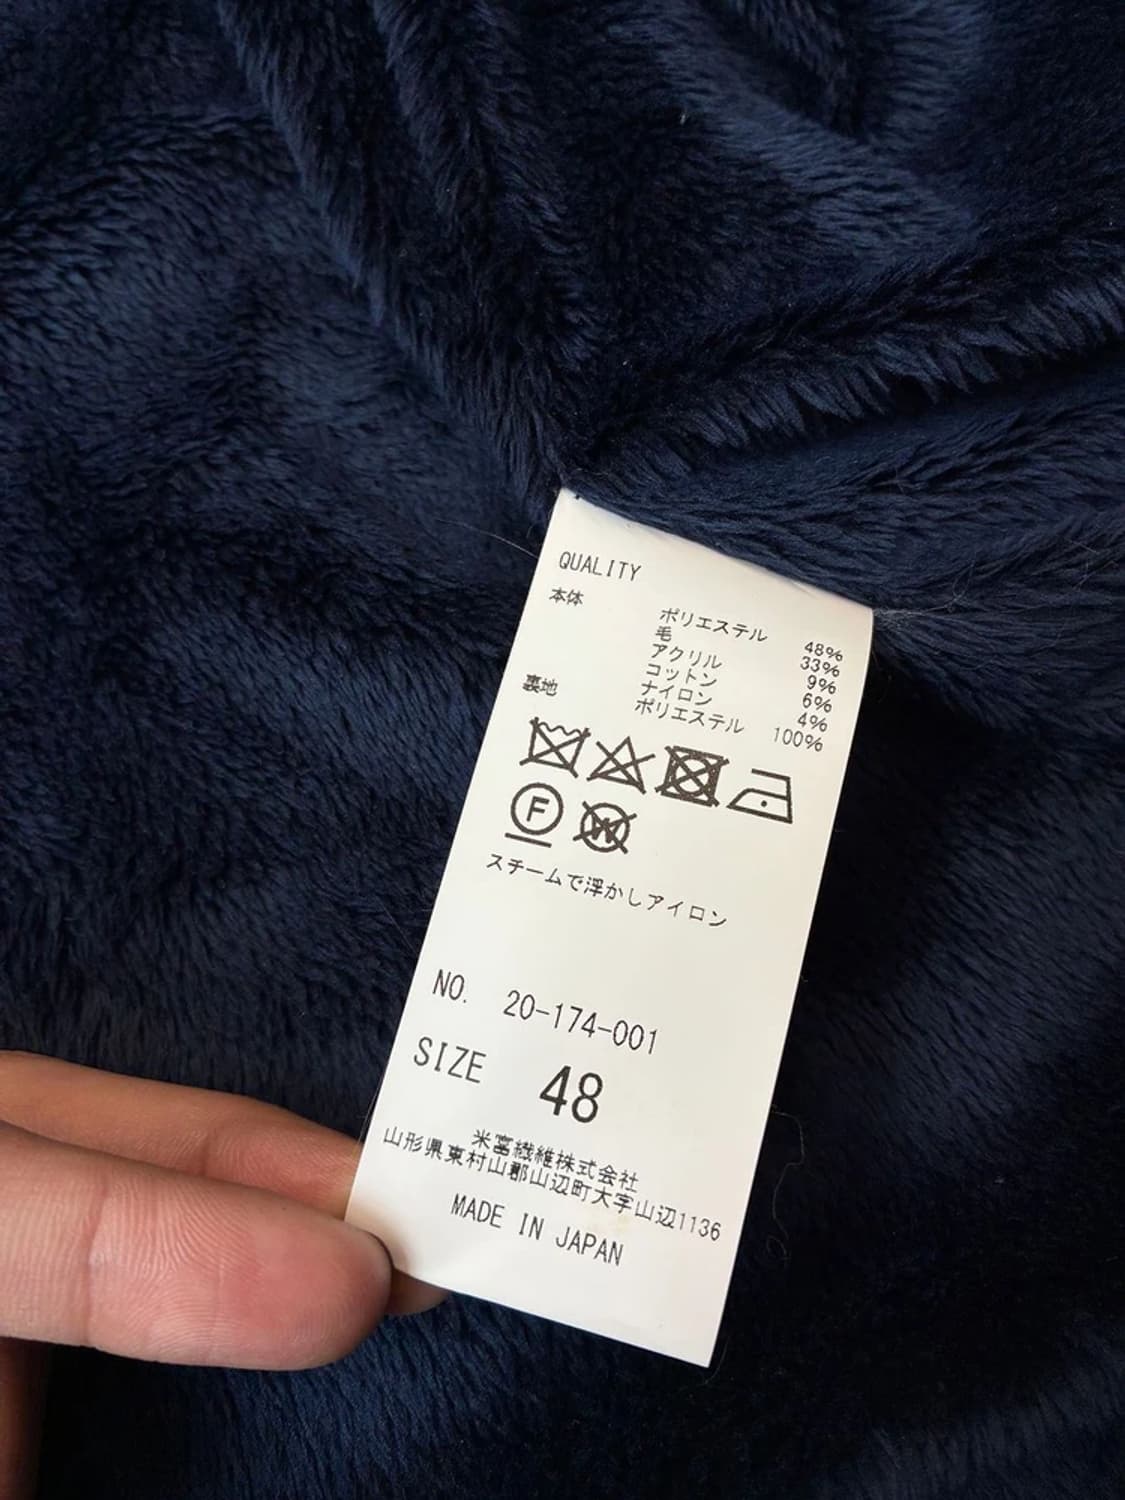 QUALITY
本体 ポリエステル 48%
毛 33%
アクリル 9%
コットン 6%
ナイロン 4%
裏地 ポリエステル 100%
F
W
スチームで浮かしアイロン
NO. 20-174-001
SIZE 48
米富繊維株式会社
山形県東村山郡山辺町大字山辺1136
MADE IN JAPAN